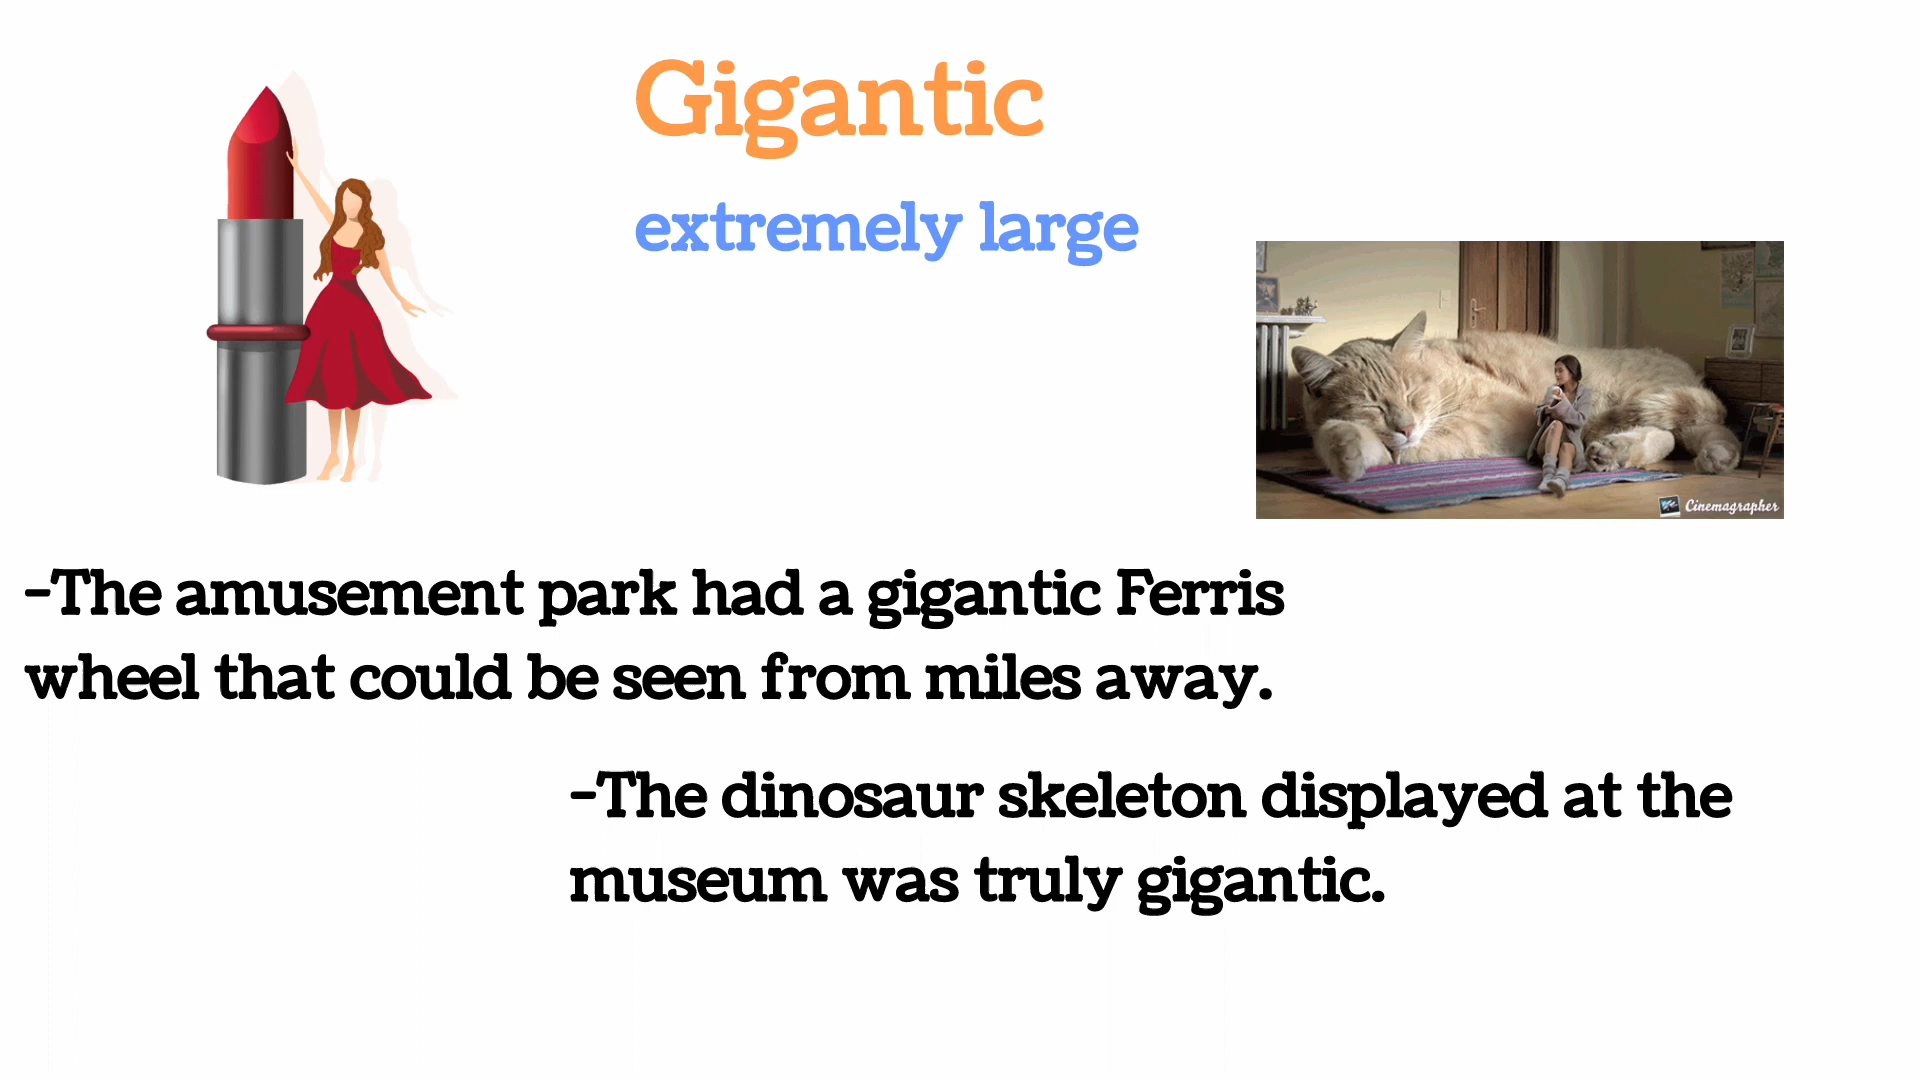 Gigantic
extremely large
Cinemagrapher
-The amusement park had a gigantic Ferris
wheel that could be seen from miles away.
-The dinosaur skeleton displayed at the
museum was truly gigantic.